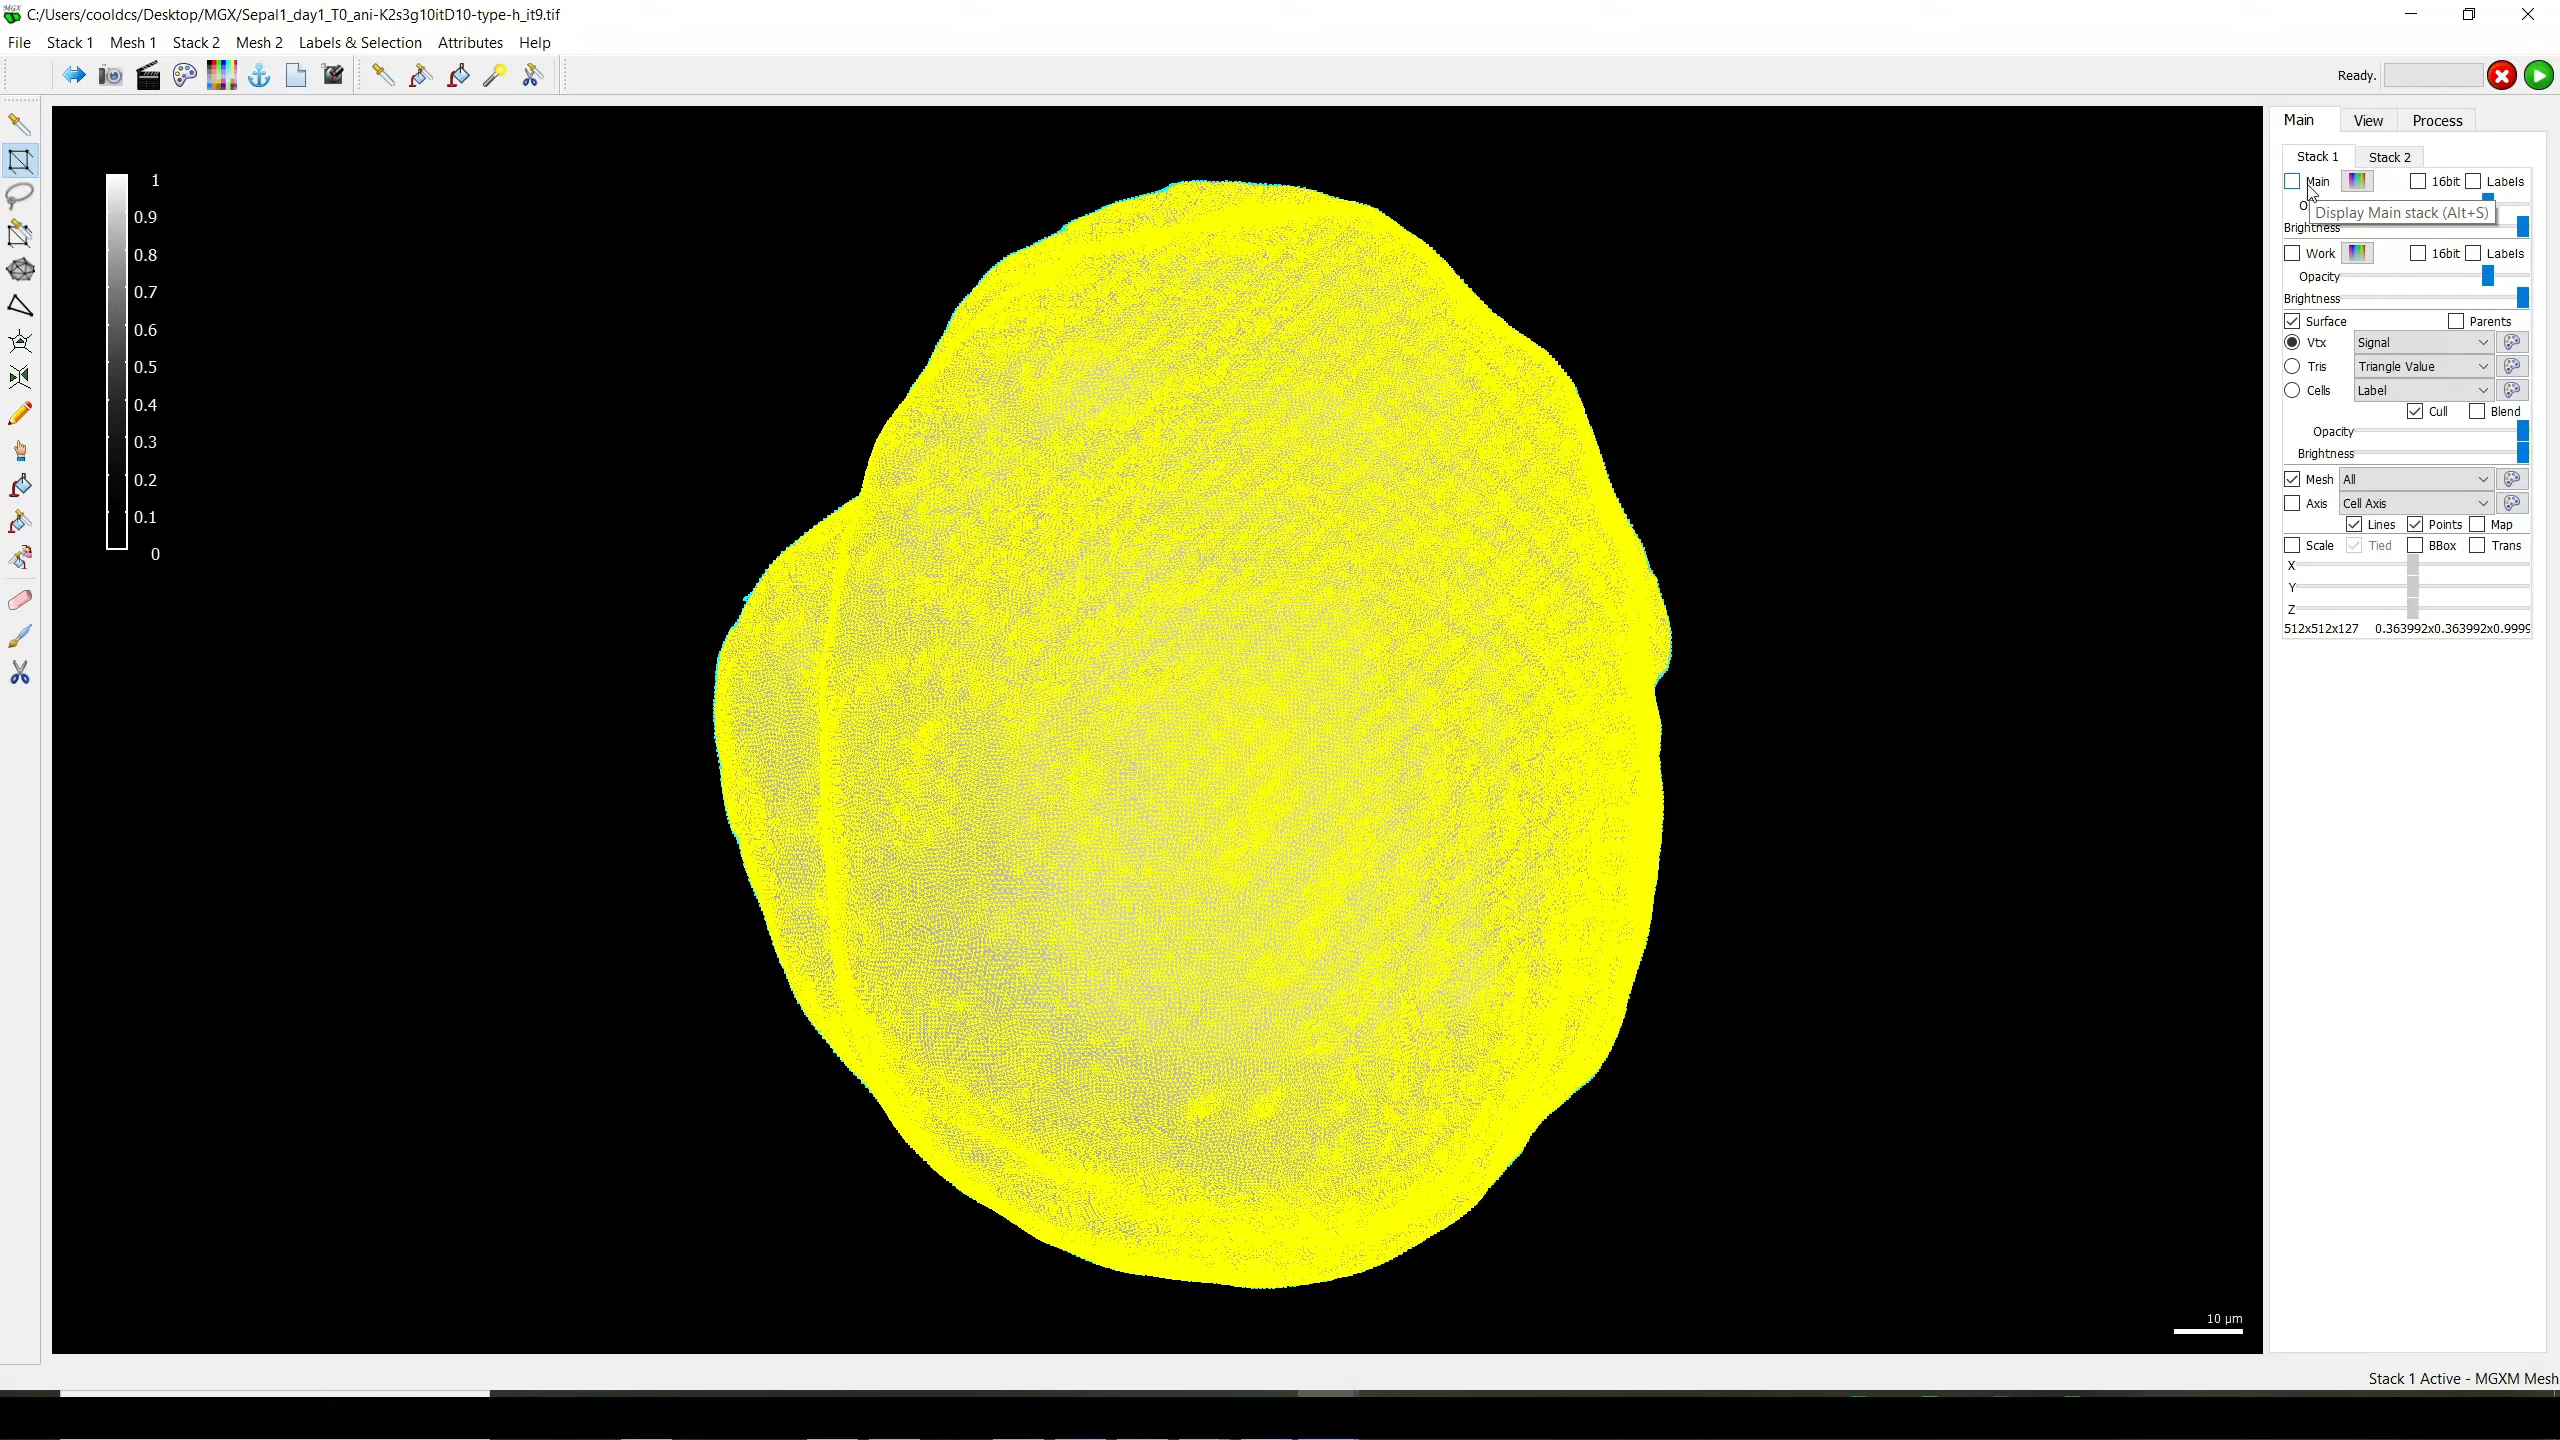 MGX C:/Users/cooldcs/Desktop/MGX/Sepal1_day1_T0_ani-K2s3g10itD10-type-h_it9.tif
File Stack 1 Mesh 1 Stack 2 Mesh 2 Labels & Selection Attributes Help
Ready.
Main View Process
Stack 1 Stack 2
Main 16bit Labels
Display Main stack (Alt+S)
Brightness
Work 16bit Labels
Opacity
Brightness
Surface Parents
Vtx Signal
Tris Triangle Value
Cells Label
Cull Blend
Opacity
Brightness
Mesh All
Axis Cell Axis
Lines Points Map
Scale Tied BBox Trans
X
Y
Z
512x512x127 0.363992x0.363992x0.9999
1
0.9
0.8
0.7
0.6
0.5
0.4
0.3
0.2
0.1
0
10 µm
Stack 1 Active - MGXM Mesh